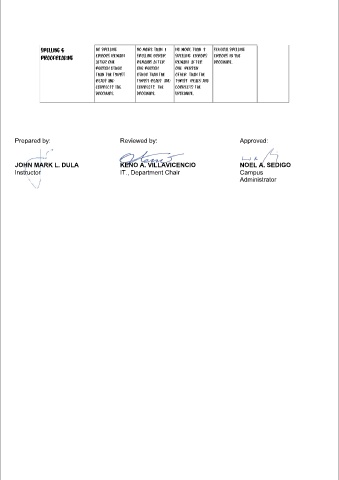 SPELLING &
PROOFREADING
NO SPELLING
ERRORS REMAIN
AFTER ONE
PERSON OTHER
THAN THE TYPIST
READS AND
CORRECTS THE
DOCUMENT.
NO MORE THAN 1
SPELLING ERROR
REMAINS AFTER
ONE PERSON
OTHER THAN THE
TYPIST READS AND
CORRECTS THE
DOCUMENT.
NO MORE THAN
SPELLING ERRORS
REMAIN AFTER
ONE PERSON
OTHER THAN THE
TYPIST READS AND
CORRECTS THE
DOCUMENT.
SEVERAL SPELLING
ERRORS IN THE
DOCUMENT.
Prepared by:
Reviewed by:
Approved:
JOHN MARK L. DULA
KENO A. VILLAVICENCIO
NOEL A. SEDIGO
Instructor
IT., Department Chair
Campus
Administrator